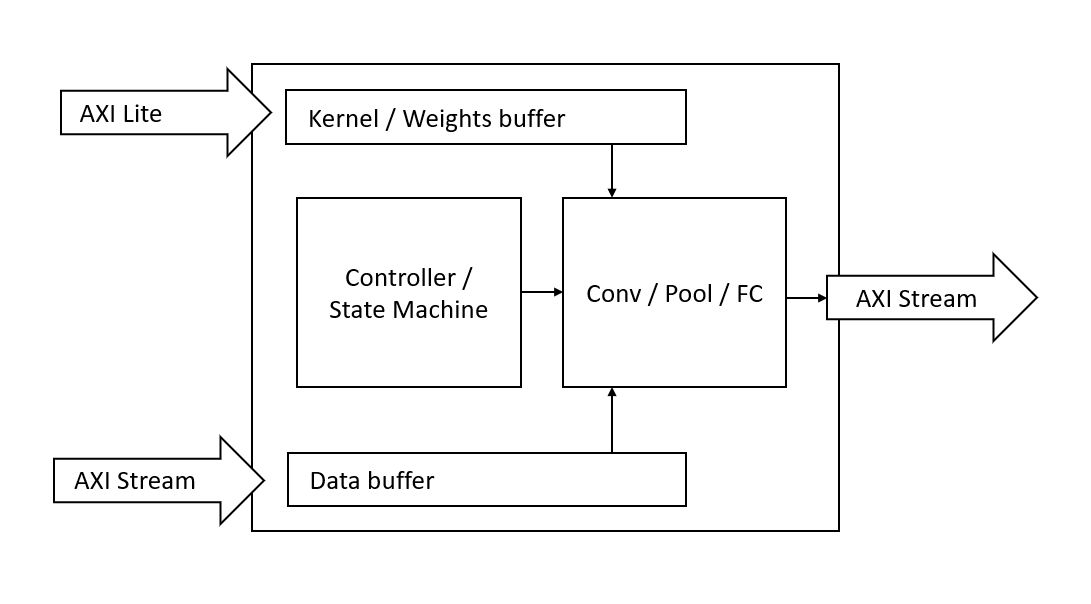 AXI Lite
Kernel / Weights buffer
Controller /
State Machine
Conv / Pool / FC
AXI Stream
AXI Stream
Data buffer